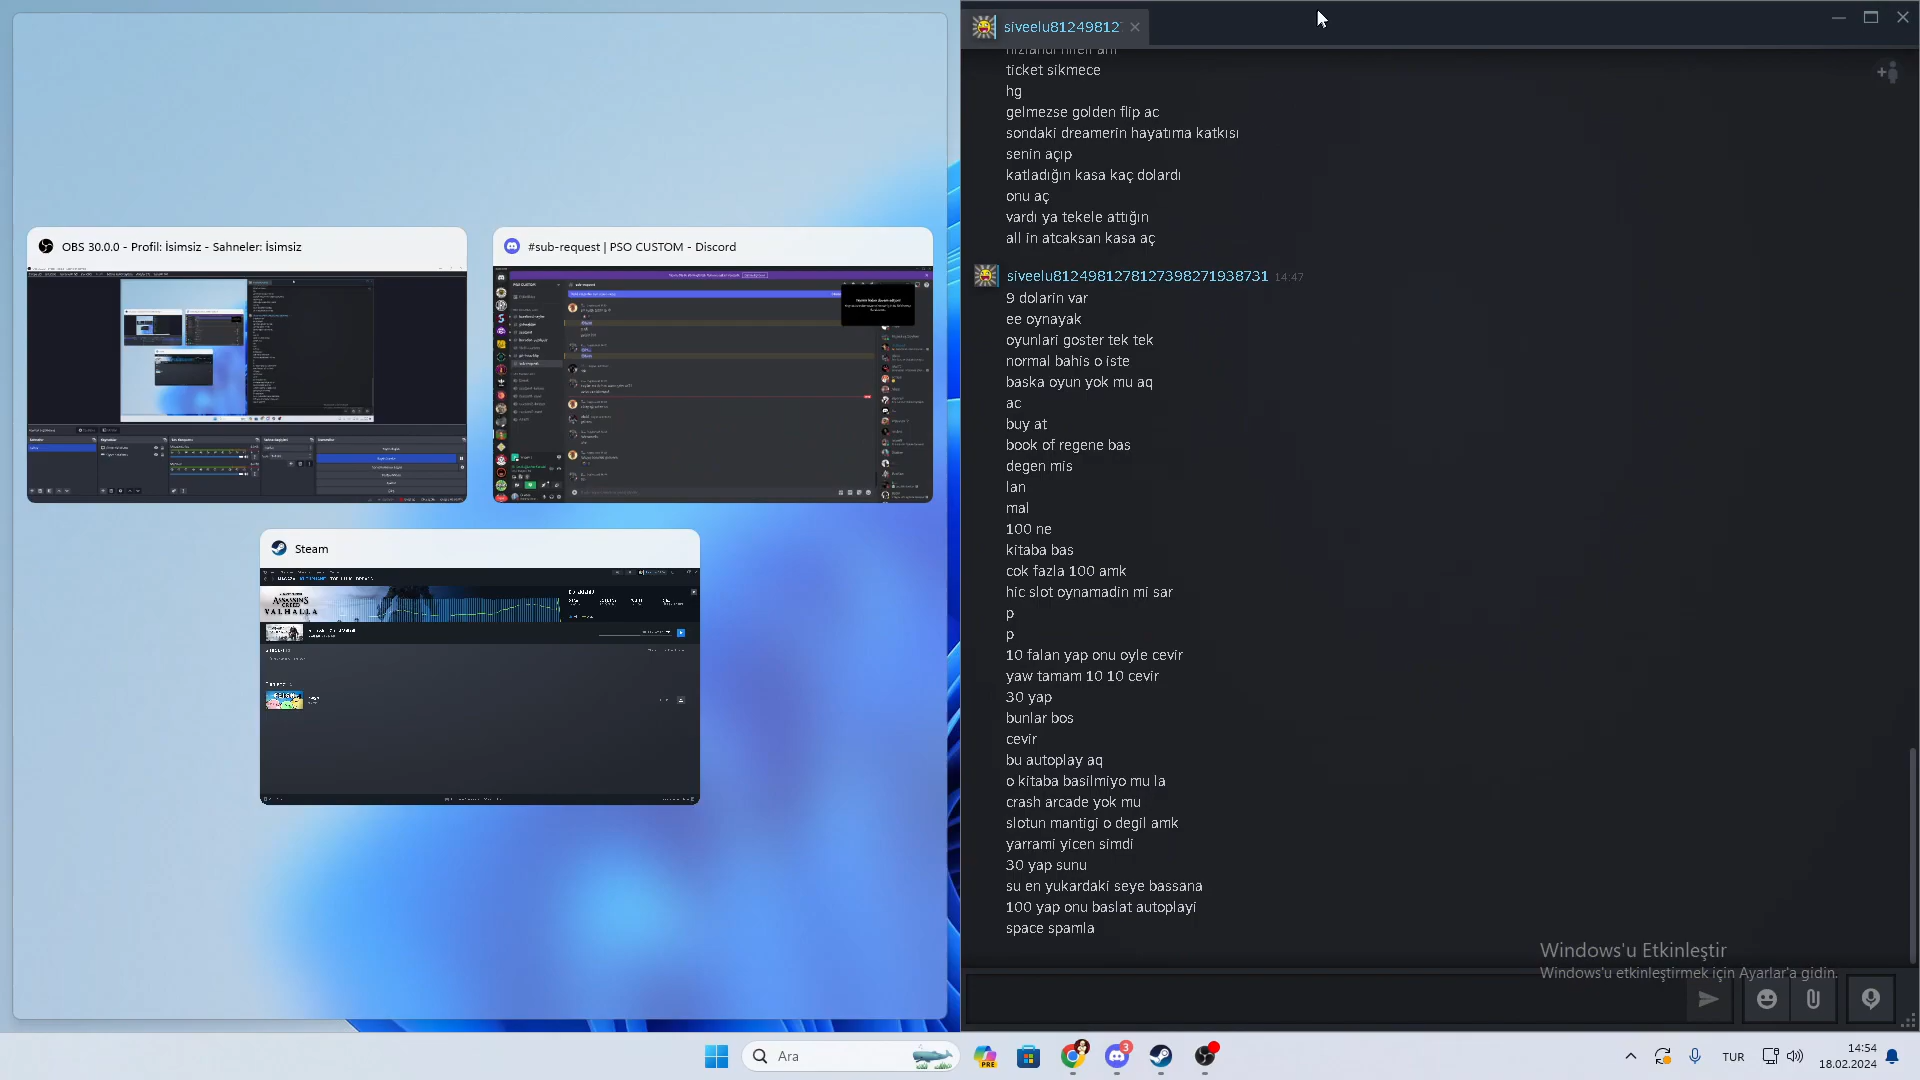 siveelu81249812
ticket sikmece
hg
gelmezse golden flip ac
sondaki dreamerin hayatıma katkısı
senin açıp
katladığın kasa kaç dolardı
onu aç
vardı ya tekele attığın
all in atcaksan kasa aç
siveelu8124981278127398271938731 14:47
9 dolarin var
ee oynayak
oyunlari goster tek tek
normal bahis o iste
baska oyun yok mu aq
ac
buy at
book of regene bas
degen mis
lan
mal
100 ne
kitaba bas
cok fazla 100 amk
hic slot oynamadin mi sar
p
p
10 falan yap onu oyle cevir
yaw tamam 10 10 cevir
30 yap
bunlar bos
cevir
bu autoplay aq
o kitaba basilmiyo mu la
crash arcade yok mu
slotun mantigi o degil amk
yarrami yicen simdi
30 yap sunu
su en yukardaki seye bassana
100 yap onu baslat autoplayi
space spamla
Windows'u Etkinleştir
Windows'u etkinleştirmek için Ayarlar'a gidin.
OBS 30.0.0 - Profil: İsimsiz - Sahneler: İsimsiz
#sub-request | PSO CUSTOM - Discord
Steam
ASSASSIN'S
CREED
VALHALLA
Ara
PRE
3
TUR
14:54
18.02.2024